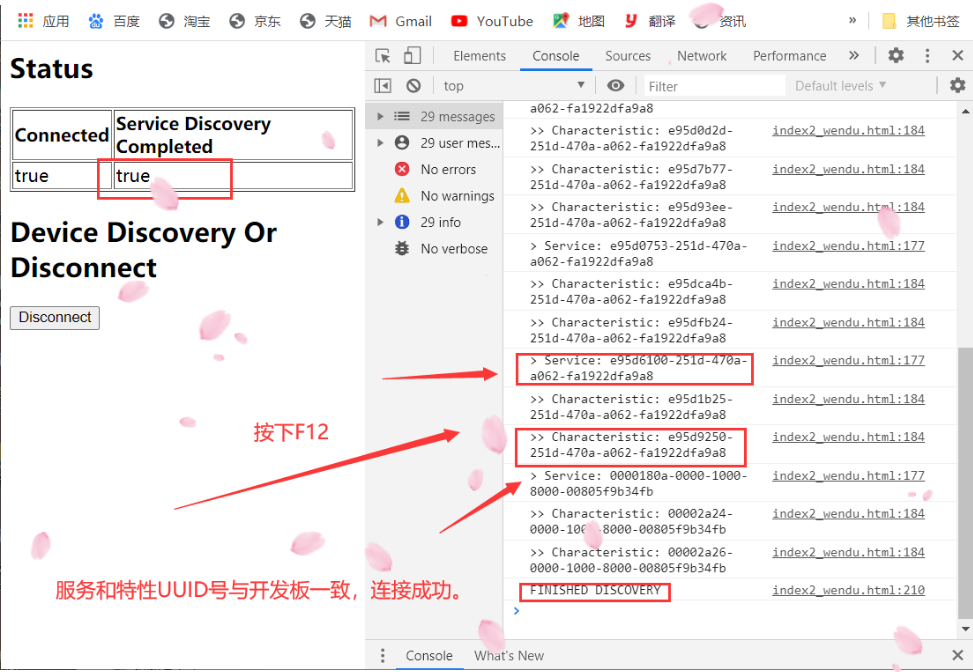 应用 百度 淘宝 京东 天猫 Gmail YouTube 地图 翻译 资讯 » 其他书签
Status
Connected Service Discovery Completed
true true
Device Discovery Or
Disconnect
Disconnect
按下F12
服务和特性UUID号与开发板一致，连接成功。
Elements Console Sources Network Performance »
top Filter Default levels ▼
29 messages
29 user mes...
No errors
No warnings
29 info
No verbose
a062-fa1922dfa9a8
>> Characteristic: e95d0d2d- index2_wendu.html:184
251d-470a-a062-fa1922dfa9a8
>> Characteristic: e95d7b77- index2_wendu.html:184
251d-470a-a062-fa1922dfa9a8
>> Characteristic: e95d93ee- index2_wendu.html:184
251d-470a-a062-fa1922dfa9a8
> Service: e95d0753-251d-470a- index2_wendu.html:177
a062-fa1922dfa9a8
>> Characteristic: e95dca4b- index2_wendu.html:184
251d-470a-a062-fa1922dfa9a8
>> Characteristic: e95dfb24- index2_wendu.html:184
251d-470a-a062-fa1922dfa9a8
> Service: e95d6100-251d-470a- index2_wendu.html:177
a062-fa1922dfa9a8
>> Characteristic: e95d1b25- index2_wendu.html:184
251d-470a-a062-fa1922dfa9a8
>> Characteristic: e95d9250- index2_wendu.html:184
251d-470a-a062-fa1922dfa9a8
> Service: 0000180a-0000-1000- index2_wendu.html:177
8000-00805f9b34fb
>> Characteristic: 00002a24- index2_wendu.html:184
0000-1000-8000-00805f9b34fb
>> Characteristic: 00002a26- index2_wendu.html:184
0000-1000-8000-00805f9b34fb
FINISHED DISCOVERY index2_wendu.html:210
>
Console What's New